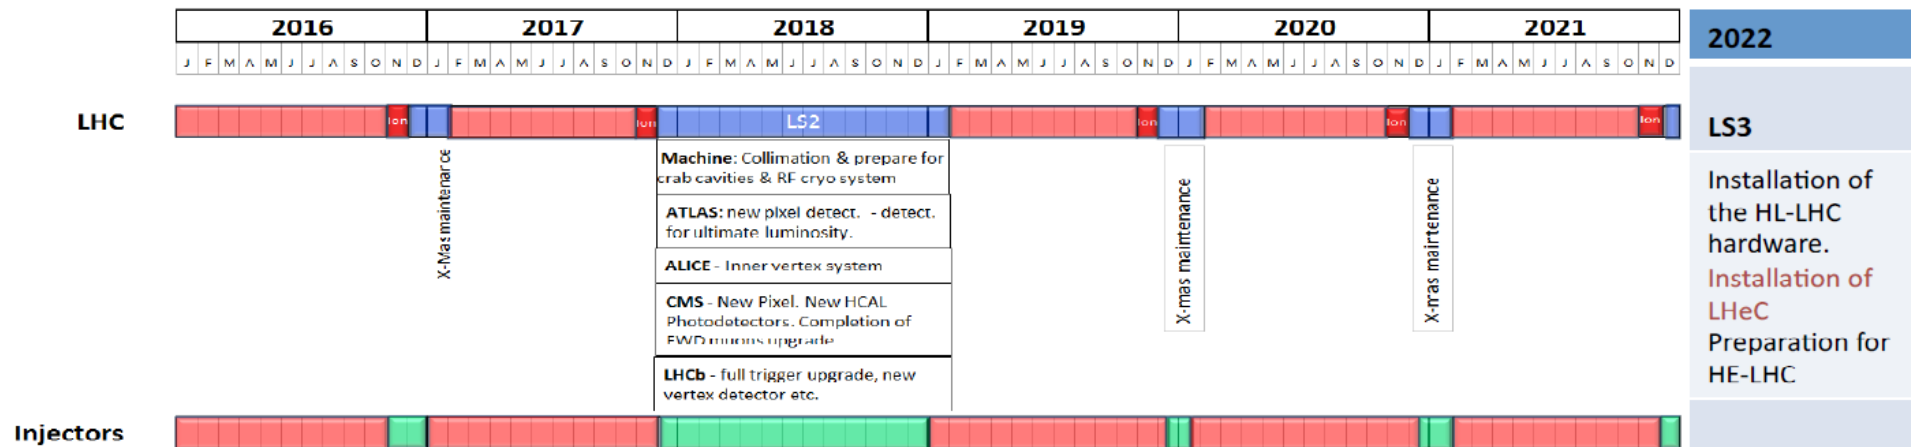 2016 2017 2018 2019 2020 2021 2022
J F M A M J J A S O N D J F M A M J J A S O N D J F M A M J J A S O N D J F M A M J J A S O N D J F M A M J J A S O N D J F M A M J J A S O N D
LHC Ion Ion LS2 Ion Ion Ion LS3
X-Mas maintenance
Machine: Collimation & prepare for
crab cavities & RF cryo system
ATLAS: new pixel detect. - detect.
for ultimate luminosity.
ALICE - Inner vertex system
CMS - New Pixel. New HCAL
Photodetectors. Completion of
FWD muons upgrade
LHCb - full trigger upgrade, new
vertex detector etc.
X-mas maintenance
X-mas maintenance
Installation of
the HL-LHC
hardware.
Installation of
LHeC
Preparation for
HE-LHC
Injectors